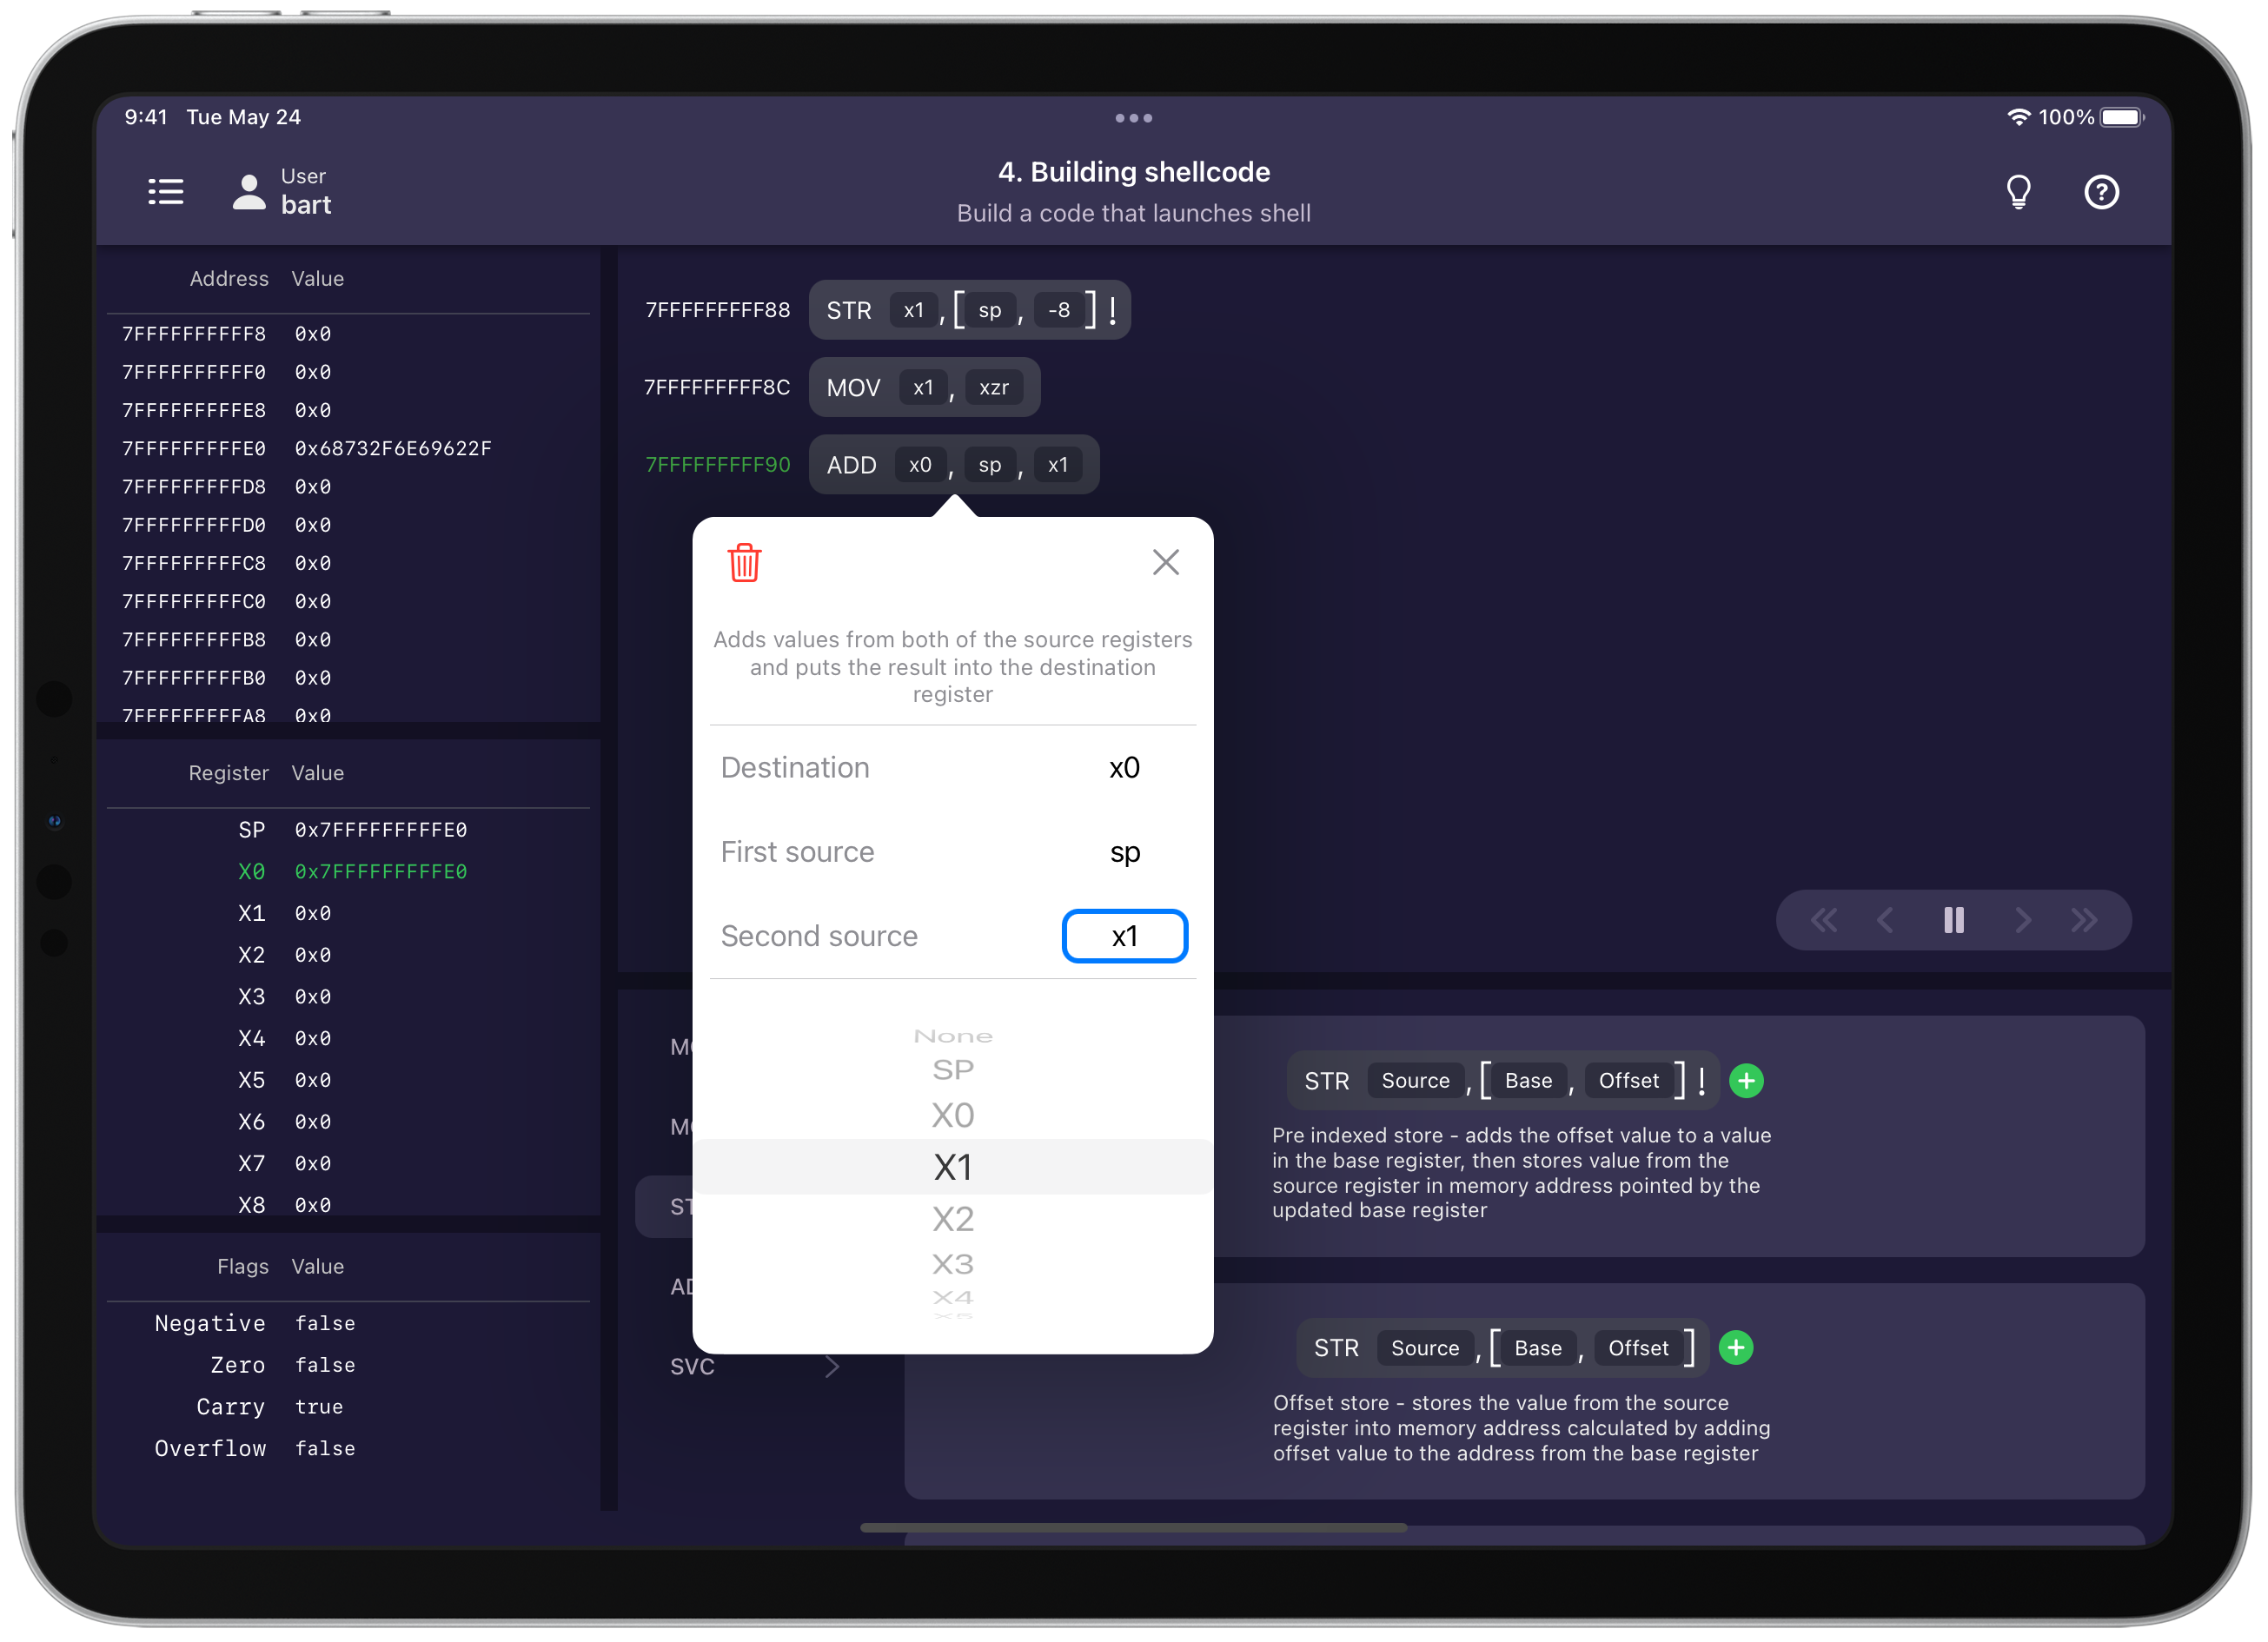 9:41 Tue May 24
100%
User
bart
4. Building shellcode
Build a code that launches shell
Address Value
7FFFFFFFFFF8 0x0
7FFFFFFFFFF0 0x0
7FFFFFFFFFE8 0x0
7FFFFFFFFFE0 0x68732F6E69622F
7FFFFFFFFFD8 0x0
7FFFFFFFFFD0 0x0
7FFFFFFFFFC8 0x0
7FFFFFFFFFC0 0x0
7FFFFFFFFFB8 0x0
7FFFFFFFFFB0 0x0
7FFFFFFFFFA8 0x0
Register Value
SP 0x7FFFFFFFFFE0
X0 0x7FFFFFFFFFE0
X1 0x0
X2 0x0
X3 0x0
X4 0x0
X5 0x0
X6 0x0
X7 0x0
X8 0x0
Flags Value
Negative false
Zero false
Carry true
Overflow false
7FFFFFFFFF88 STR x1 , [ sp , -8 ] !
7FFFFFFFFF8C MOV x1 , xzr
7FFFFFFFFF90 ADD x0 , sp , x1
Adds values from both of the source registers
and puts the result into the destination
register
Destination x0
First source sp
Second source x1
None
SP
X0
X1
X2
X3
X4
X5
SVC
STR Source , [ Base , Offset ] !
Pre indexed store - adds the offset value to a value
in the base register, then stores value from the
source register in memory address pointed by the
updated base register
STR Source , [ Base , Offset ]
Offset store - stores the value from the source
register into memory address calculated by adding
offset value to the address from the base register